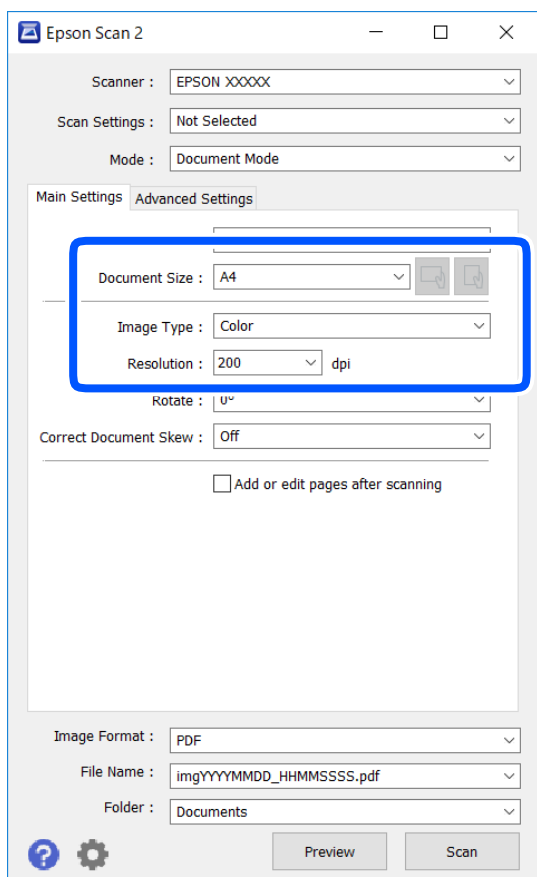 Epson Scan 2
Scanner : EPSON XXXXX
Scan Settings : Not Selected
Mode : Document Mode
Main Settings Advanced Settings
Document Size : A4
Image Type : Color
Resolution : 200 dpi
Rotate : 0°
Correct Document Skew : Off
Add or edit pages after scanning
Image Format : PDF
File Name : imgYYYYMMDD_HHMMSSSS.pdf
Folder : Documents
? Preview Scan